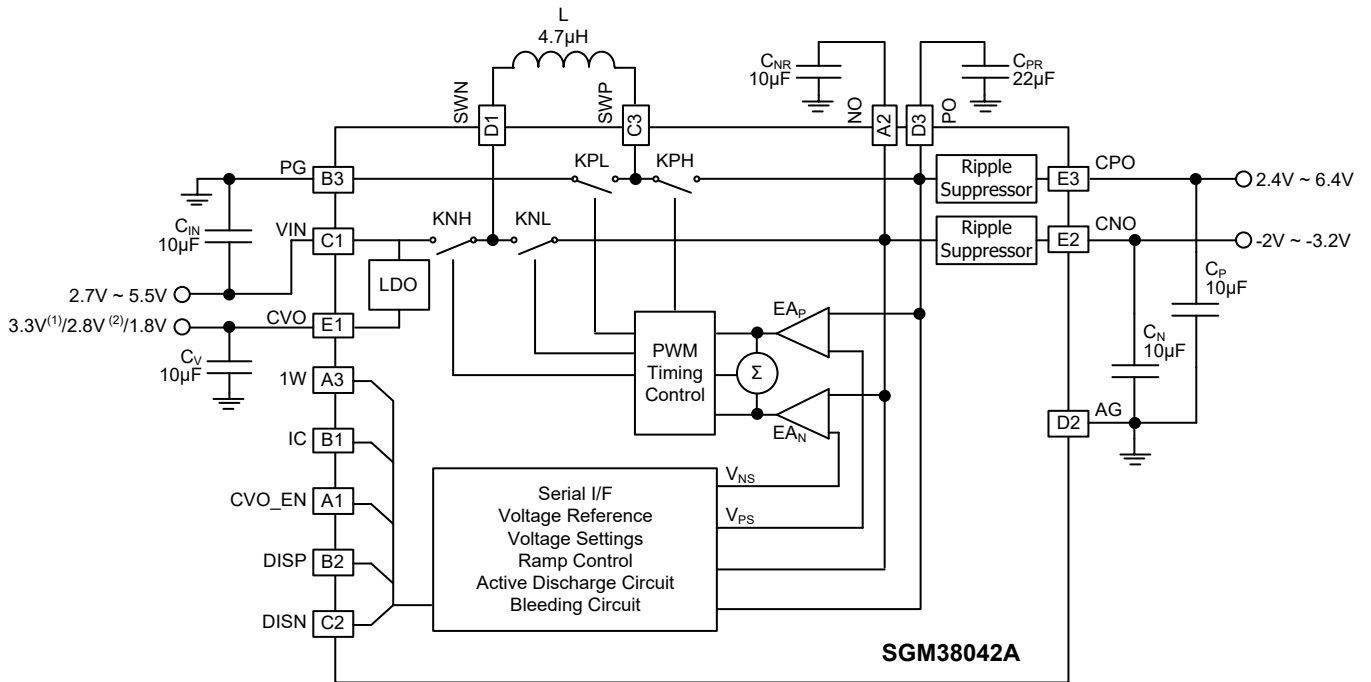 L
4.7µH
CNR
10µF
CPR
22µF
SWN
D1
SWP
C3
NO
A2
D3
PO
PG
B3
KPL
KPH
Ripple
Suppressor
E3
CPO
2.4V ~ 6.4V
CIN
10µF
VIN
C1
KNH
KNL
Ripple
Suppressor
E2
CNO
-2V ~ -3.2V
LDO
2.7V ~ 5.5V
CP
10µF
3.3V(1)/2.8V (2)/1.8V
CVO
E1
EAP
PWM
Timing
Control
Σ
CN
10µF
CV
10µF
1W
A3
EAN
D2
AG
IC
B1
CVO_EN
A1
DISP
B2
DISN
C2
Serial I/F
Voltage Reference
Voltage Settings
Ramp Control
Active Discharge Circuit
Bleeding Circuit
VNS
VPS
SGM38042A